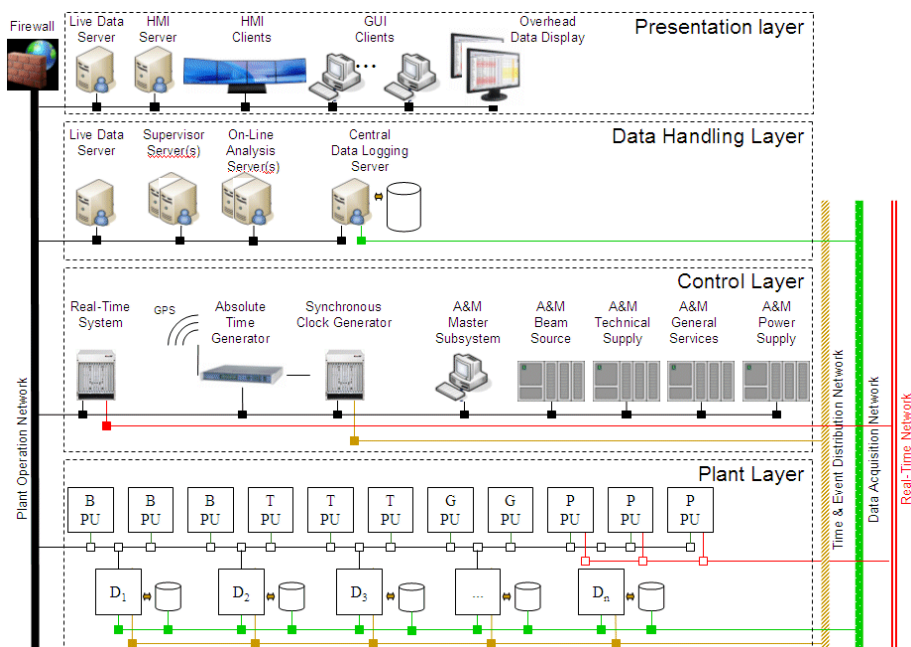 Firewall
Live Data
Server
HMI
Server
HMI
Clients
GUI
Clients
...
Overhead
Data Display
Presentation layer
Data Handling Layer
Live Data
Server
Supervisor
Server(s)
On-Line
Analysis
Server(s)
Central
Data Logging
Server
Control Layer
Real-Time
System
GPS
Absolute
Time
Generator
Synchronous
Clock Generator
A&M
Master
Subsystem
A&M
Beam
Source
A&M
Technical
Supply
A&M
General
Services
A&M
Power
Supply
Plant Layer
B
PU
B
PU
B
PU
T
PU
T
PU
T
PU
G
PU
G
PU
P
PU
P
PU
P
PU
D1
D2
D3
...
Dn
Plant Operation Network
Time & Event Distribution Network
Data Acquisition Network
Real-Time Network